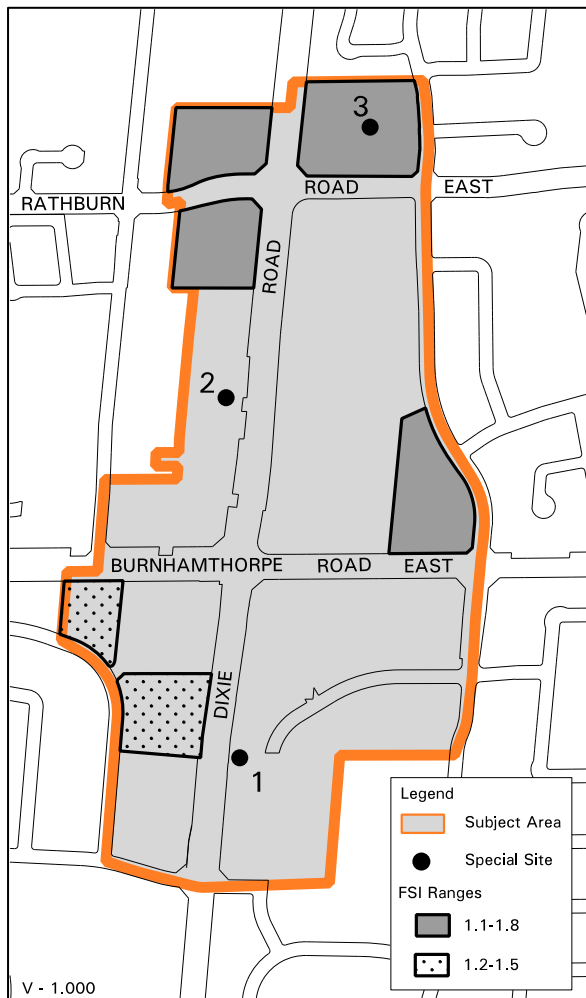 3
RATHBURN ROAD EAST
ROAD
2
BURNHAMTHORPE ROAD EAST
DIXIE
1
Legend
Subject Area
Special Site
FSI Ranges
1.1-1.8
1.2-1.5
V - 1.000